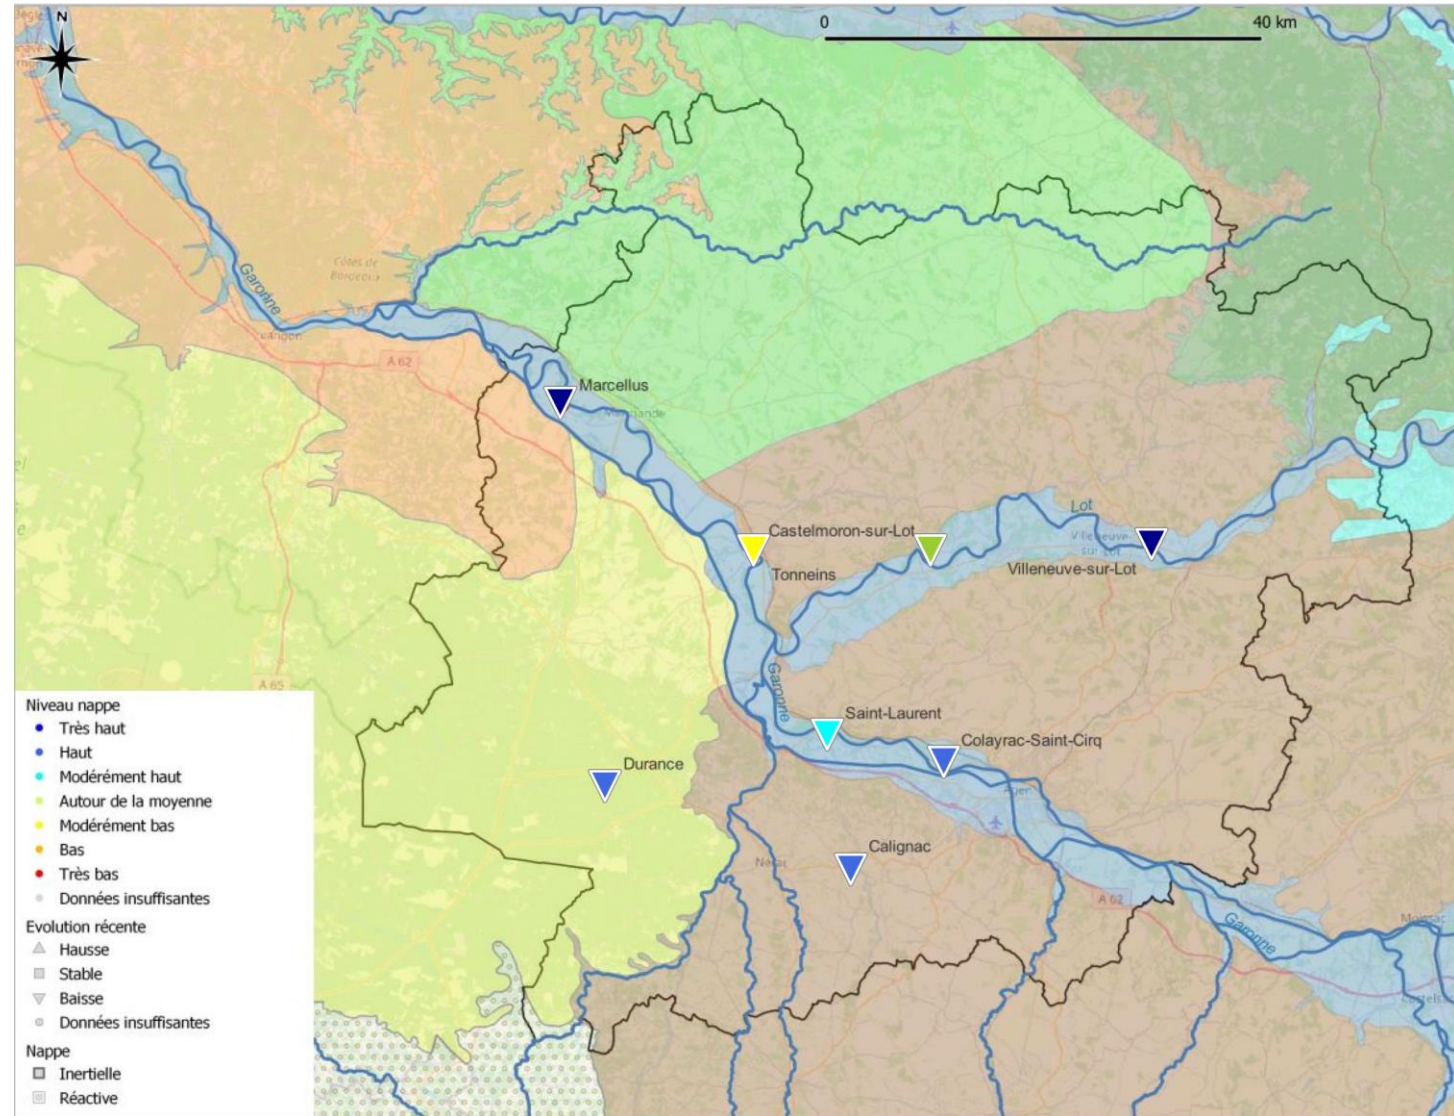 N
0 40 km
Côtes de
Bordeaux
Garonne
Langon
A 62
Marcellus
Marmande
Lot
Castelmoron-sur-Lot
Villeneuve-
sur-Lot
Tonneins
Villeneuve-sur-Lot
Garonne
A 65
Saint-Laurent
Colayrac-Saint-Cirq
Durance
Agen
Calignac
Nérac
A 62
Garonne
Niveau nappe
Très haut
Haut
Modérément haut
Autour de la moyenne
Modérément bas
Bas
Très bas
Données insuffisantes
Evolution récente
Hausse
Stable
Baisse
Données insuffisantes
Nappe
Inertielle
Réactive